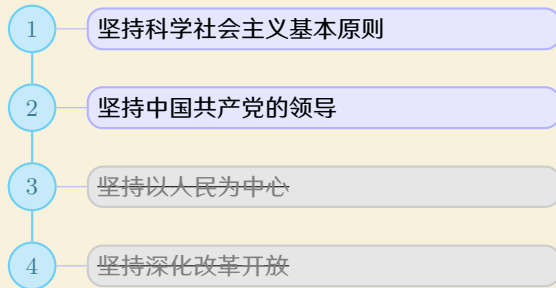 1 坚持科学社会主义基本原则
2 坚持中国共产党的领导
3 坚持以人民为中心
4 坚持深化改革开放